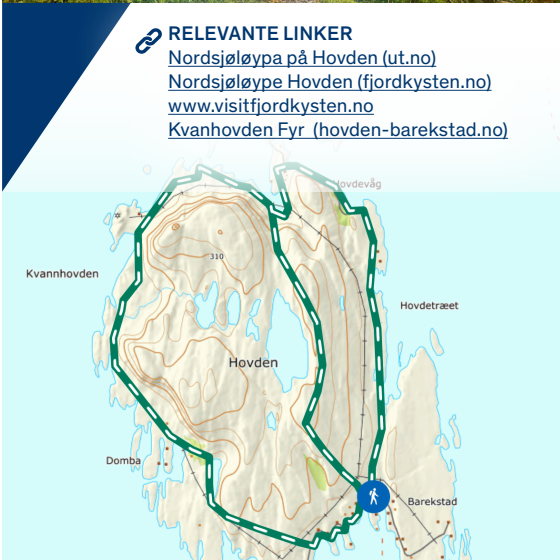 RELEVANTE LINKER
Nordsjøløypa på Hovden (ut.no)
Nordsjøløype Hovden (fjordkysten.no)
www.visitfjordkysten.no
Kvanhovden Fyr (hovden-barekstad.no)
Hovdevåg
310
Kvannhovden
Hovdetræet
Hovden
Domba
Barekstad